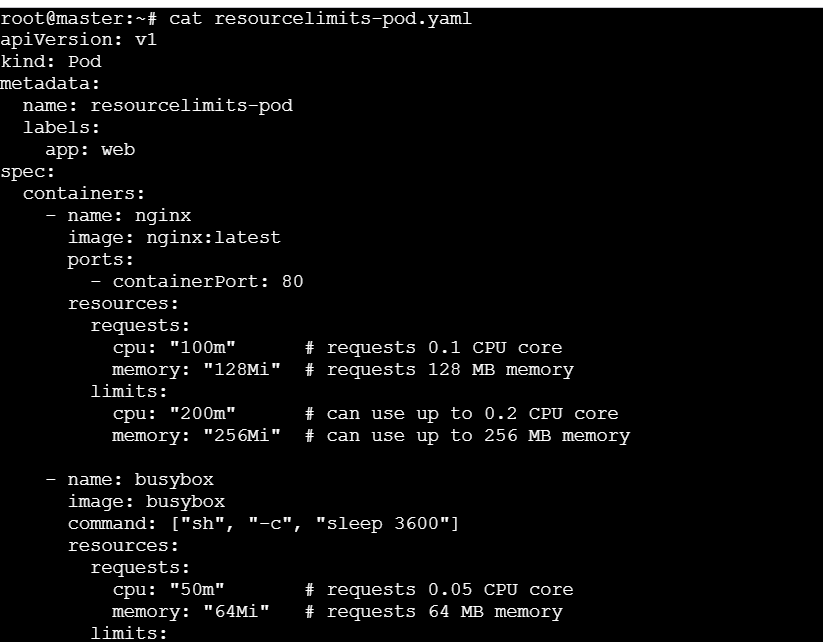 root@master:~# cat resourcelimits-pod.yaml
apiVersion: v1
kind: Pod
metadata:
  name: resourcelimits-pod
  labels:
    app: web
spec:
  containers:
    - name: nginx
      image: nginx:latest
      ports:
        - containerPort: 80
      resources:
        requests:
          cpu: "100m"      # requests 0.1 CPU core
          memory: "128Mi"  # requests 128 MB memory
        limits:
          cpu: "200m"      # can use up to 0.2 CPU core
          memory: "256Mi"  # can use up to 256 MB memory

    - name: busybox
      image: busybox
      command: ["sh", "-c", "sleep 3600"]
      resources:
        requests:
          cpu: "50m"       # requests 0.05 CPU core
          memory: "64Mi"   # requests 64 MB memory
        limits: